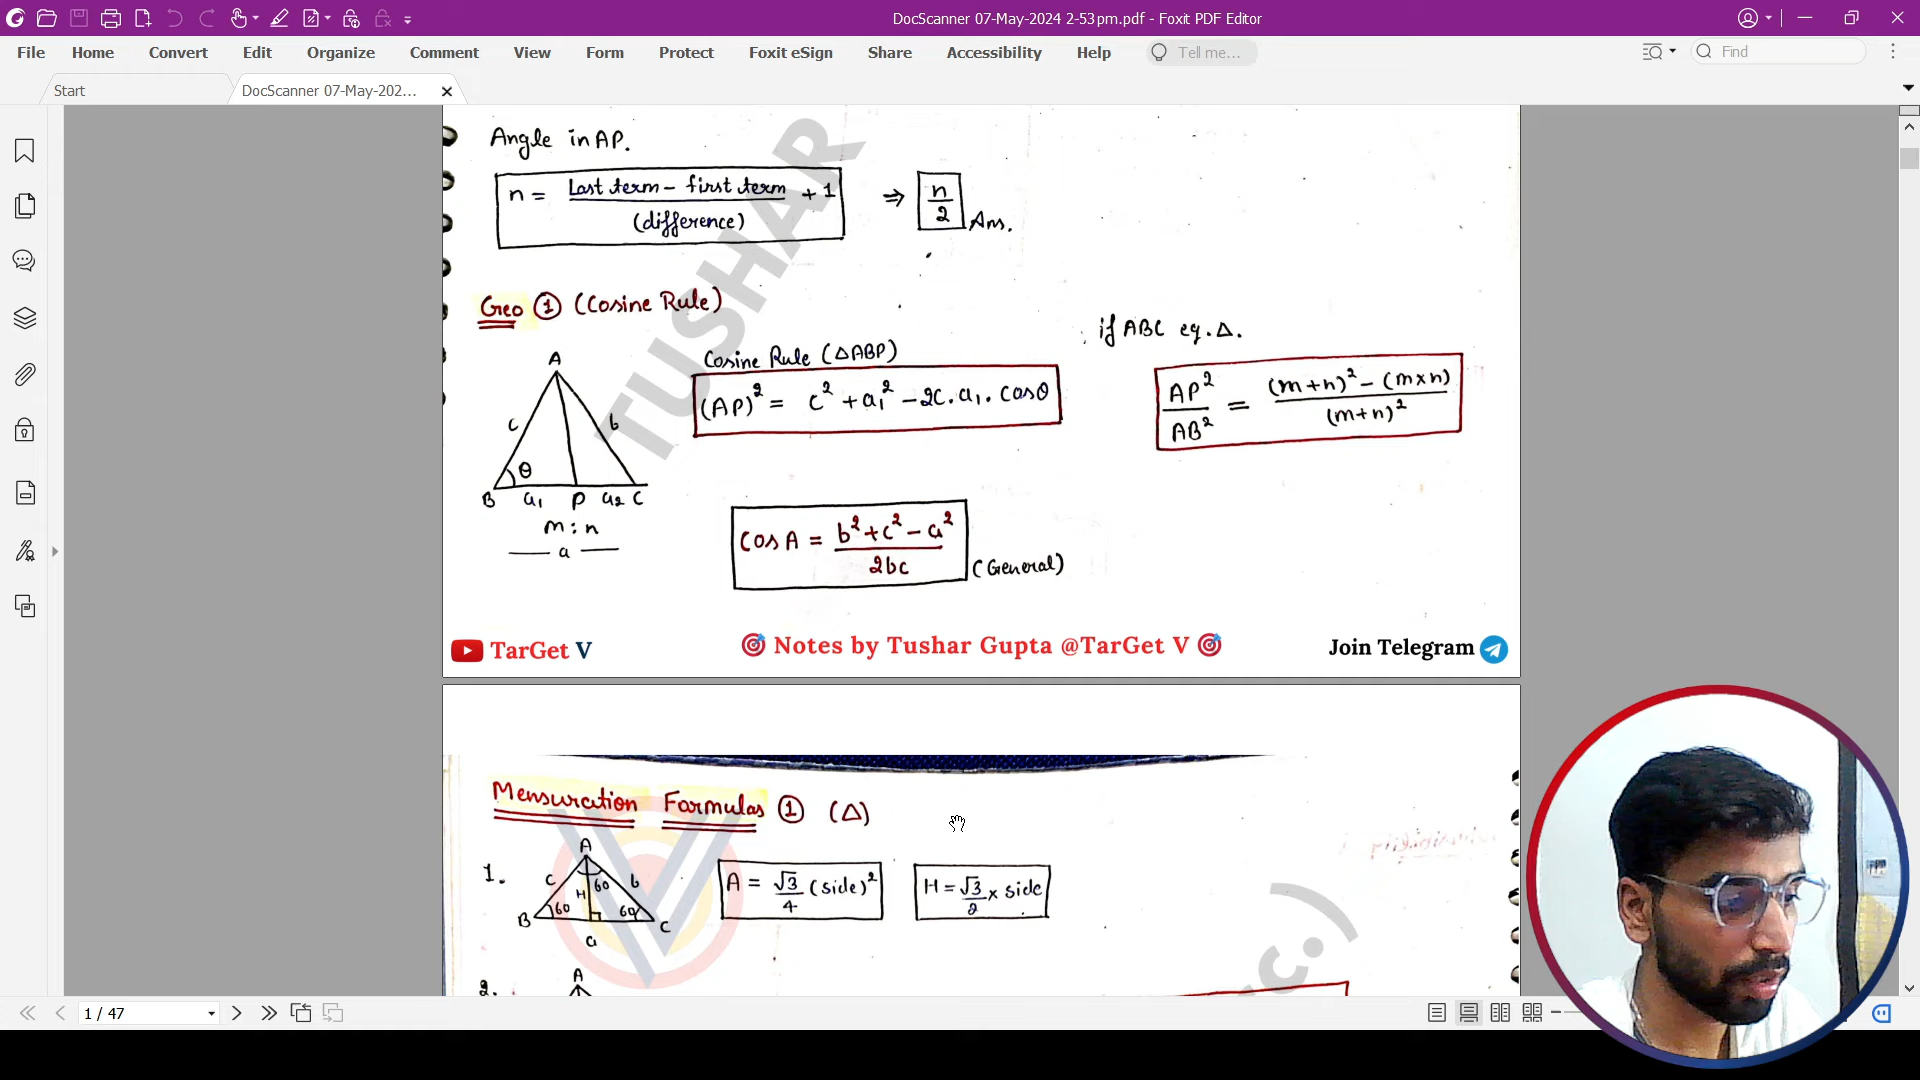 DocScanner 07-May-2024 2-53pm.pdf - Foxit PDF Editor
File Home Convert Edit Organize Comment View Form Protect Foxit eSign Share Accessibility Help Tell me... Find
Start DocScanner 07-May-202...
Angle in AP.
n = Last term - first term / (difference) + 1 ⇒ n/2 Ans.
TUSHAR
Geo ① (Cosine Rule)
if ABC eq. Δ.
Cosine Rule (ΔABP)
(AP)² = c² + a₁² - 2c.a₁.cosθ
AP²/AB² = (m+n)² - (m×n) / (m+n)²
A
c b
θ
B a₁ P a₂ C
m : n
a
Cos A = b² + c² - a² / 2bc (General)
TarGet V
Notes by Tushar Gupta @TarGet V
Join Telegram
Mensuration Formulas ① (Δ)
1.
A
c 60 b
H
B 60 60 C
a
A = √3/4 (side)²
H = √3/2 × side
2.
A
c.)
1 / 47